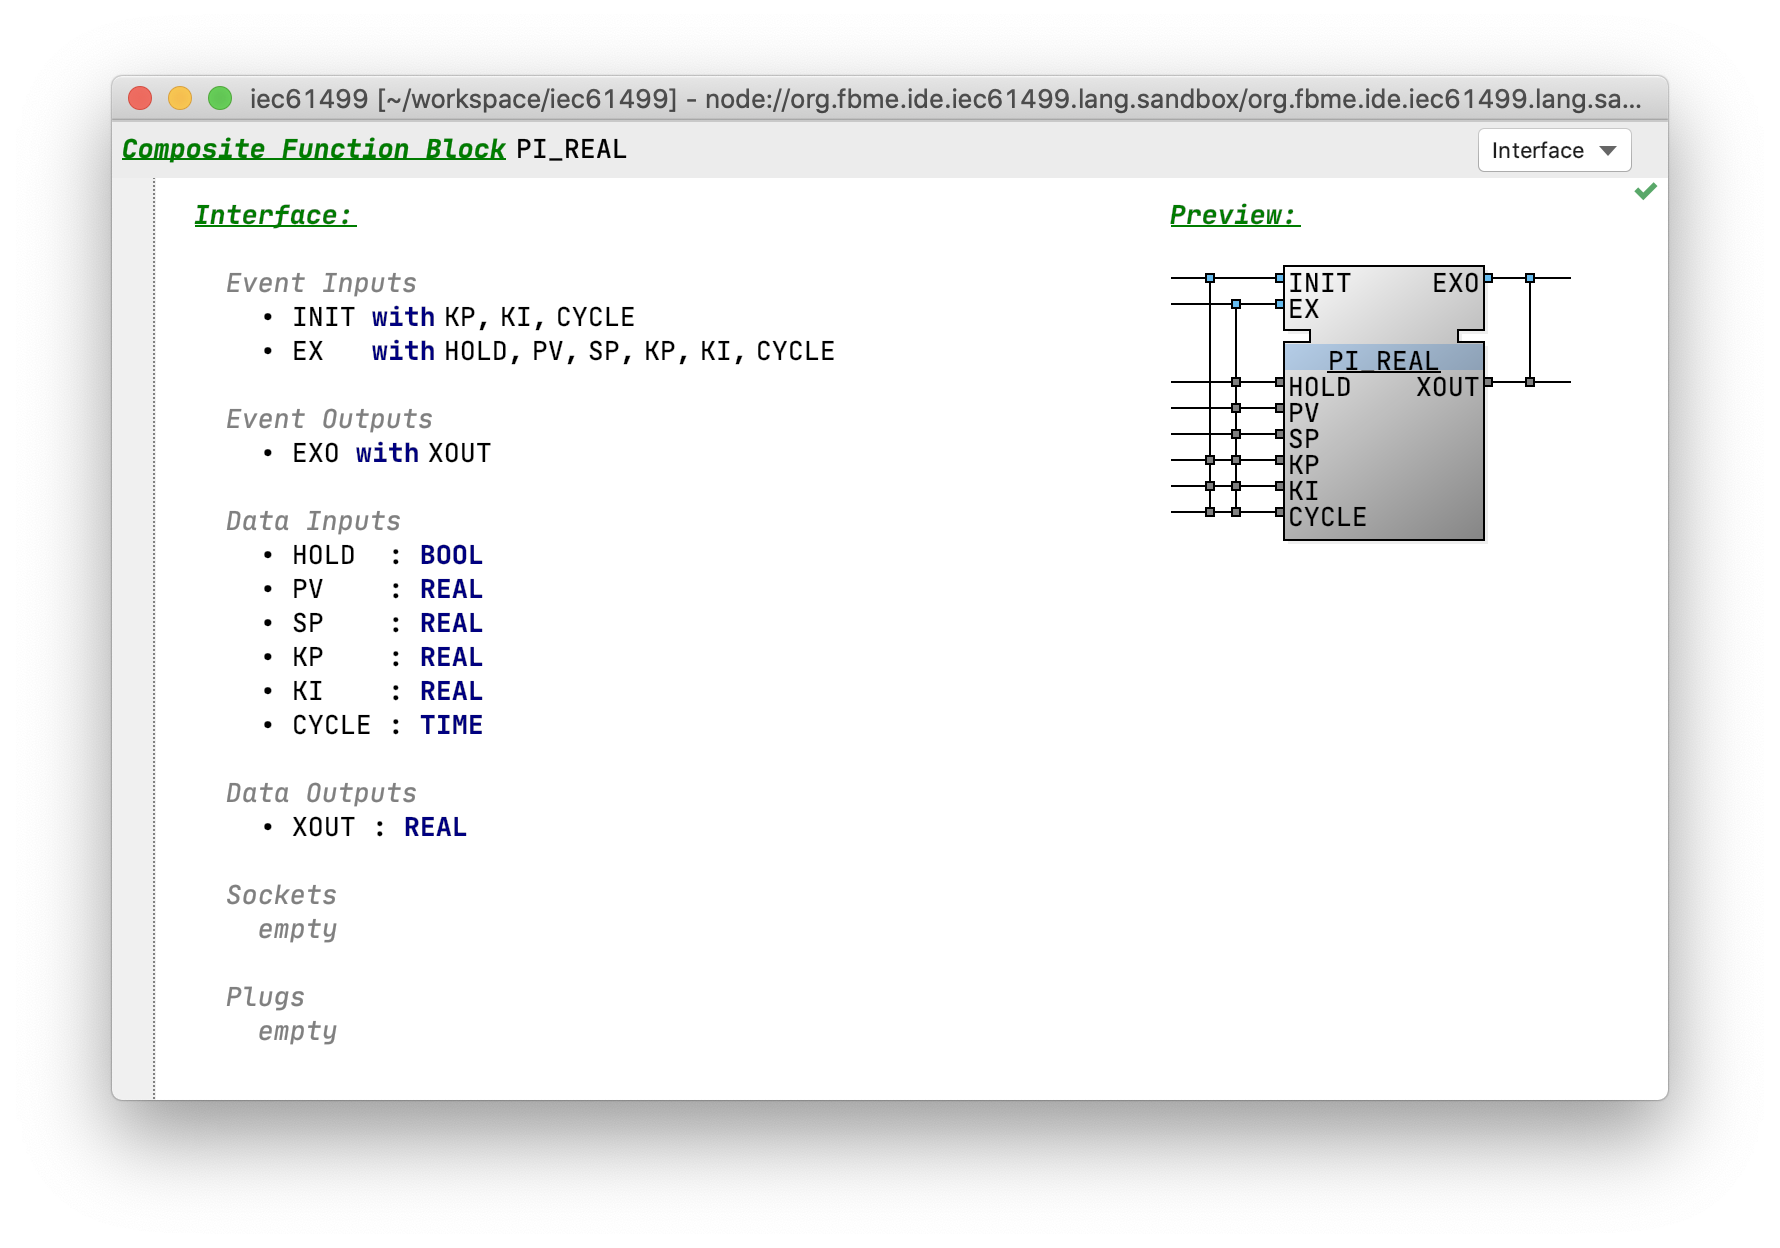 iec61499 [~/workspace/iec61499] - node://org.fbme.ide.iec61499.lang.sandbox/org.fbme.ide.iec61499.lang.sa...
Composite Function Block PI_REAL
Interface
Interface:
Event Inputs
• INIT with KP, KI, CYCLE
• EX with HOLD, PV, SP, KP, KI, CYCLE
Event Outputs
• EXO with XOUT
Data Inputs
• HOLD : BOOL
• PV : REAL
• SP : REAL
• KP : REAL
• KI : REAL
• CYCLE : TIME
Data Outputs
• XOUT : REAL
Sockets
empty
Plugs
empty
Preview:
INIT EXO
EX
PI_REAL
HOLD XOUT
PV
SP
KP
KI
CYCLE